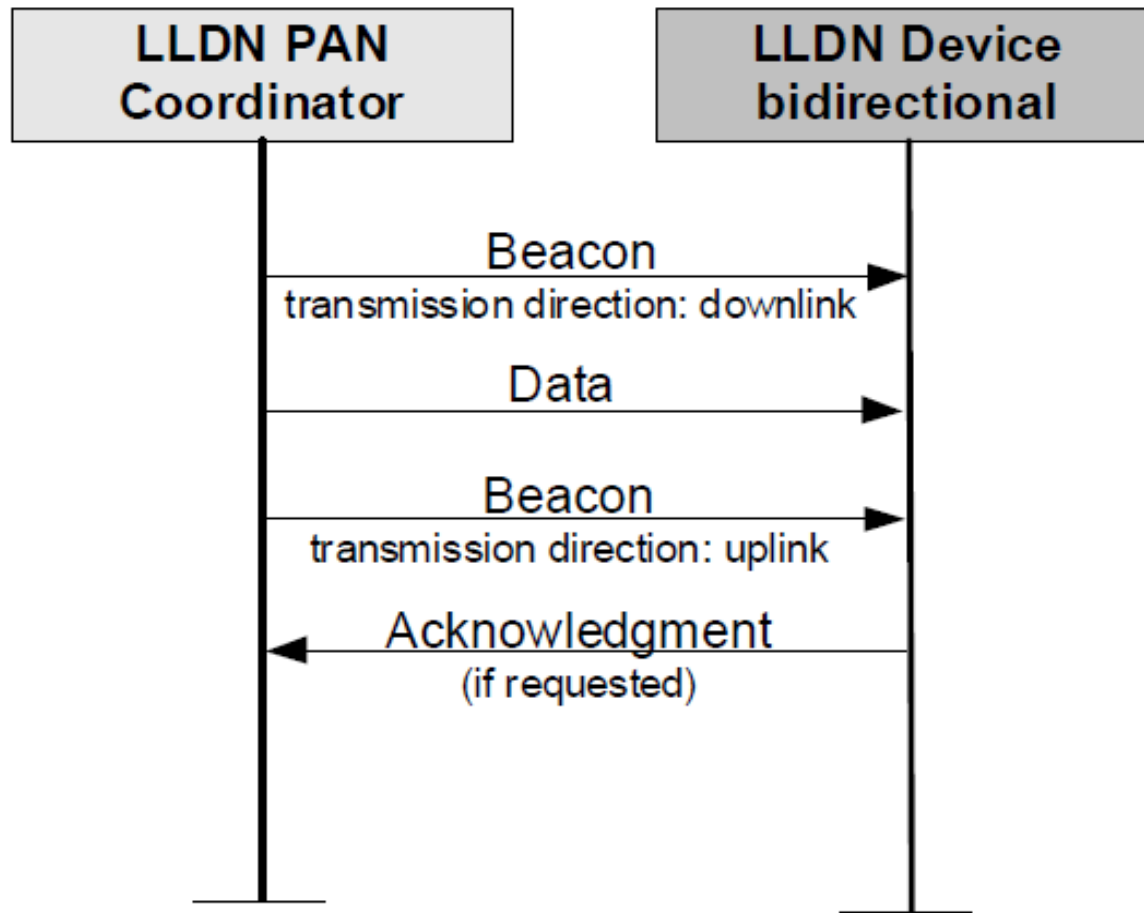 LLDN PAN
Coordinator
LLDN Device
bidirectional
Beacon
transmission direction: downlink
Data
Beacon
transmission direction: uplink
Acknowledgment
(if requested)